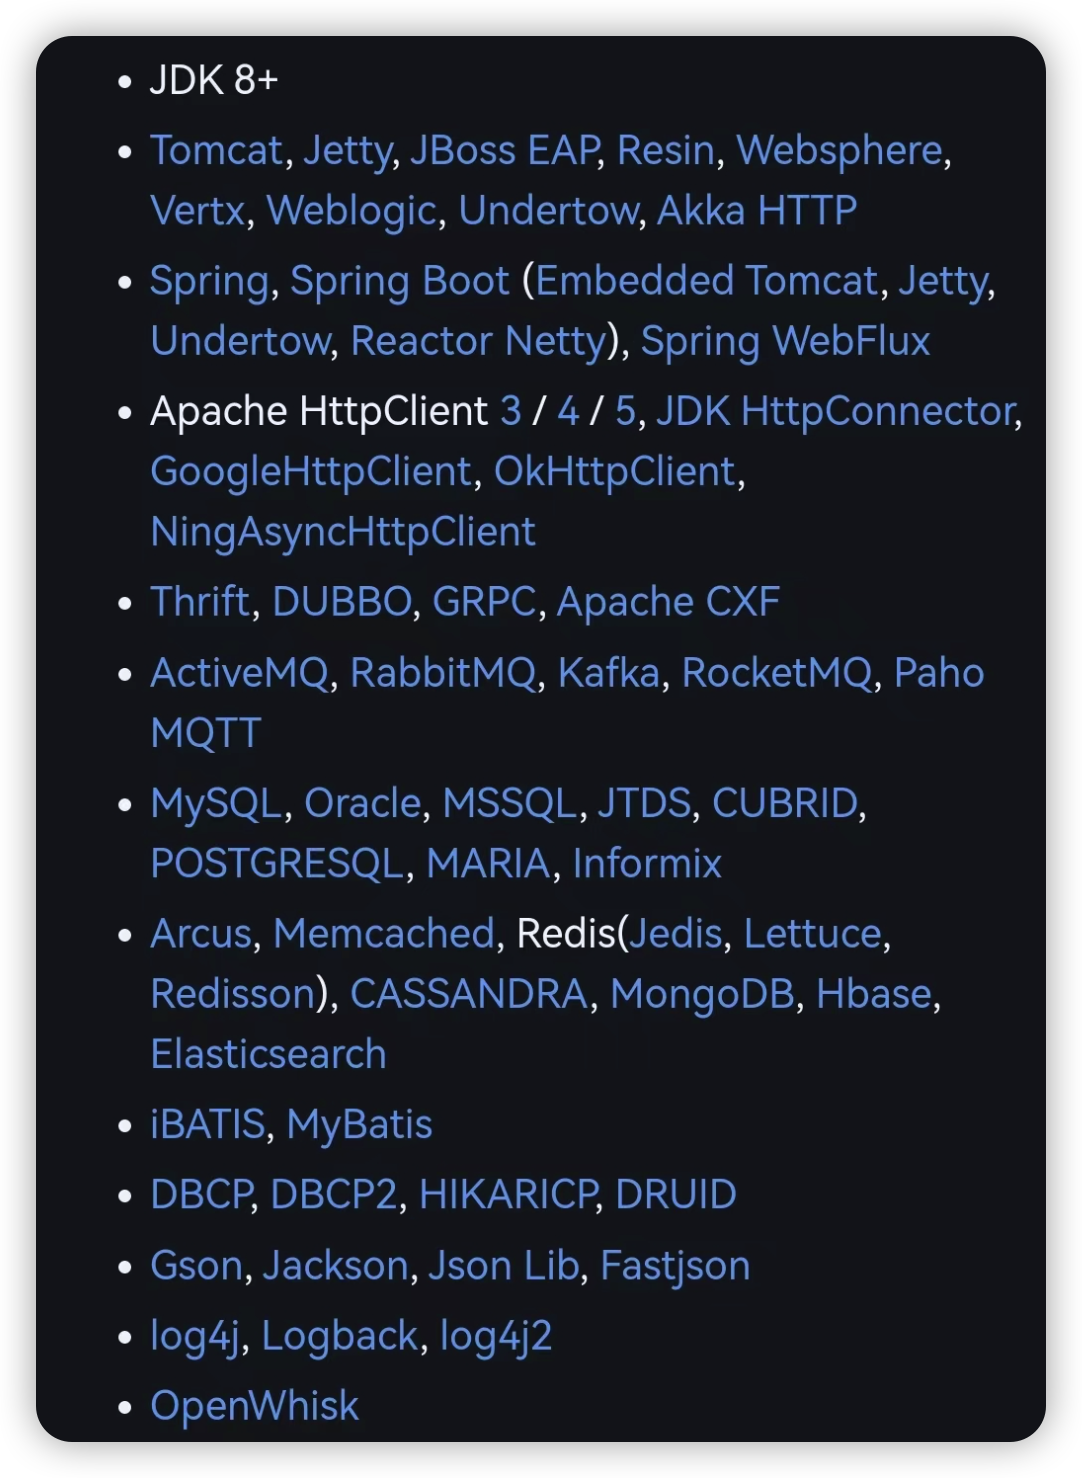 • JDK 8+
• Tomcat, Jetty, JBoss EAP, Resin, Websphere,
Vertx, Weblogic, Undertow, Akka HTTP
• Spring, Spring Boot (Embedded Tomcat, Jetty,
Undertow, Reactor Netty), Spring WebFlux
• Apache HttpClient 3 / 4 / 5, JDK HttpConnector,
GoogleHttpClient, OkHttpClient,
NingAsyncHttpClient
• Thrift, DUBBO, GRPC, Apache CXF
• ActiveMQ, RabbitMQ, Kafka, RocketMQ, Paho
MQTT
• MySQL, Oracle, MSSQL, JTDS, CUBRID,
POSTGRESQL, MARIA, Informix
• Arcus, Memcached, Redis(Jedis, Lettuce,
Redisson), CASSANDRA, MongoDB, Hbase,
Elasticsearch
• iBATIS, MyBatis
• DBCP, DBCP2, HIKARICP, DRUID
• Gson, Jackson, Json Lib, Fastjson
• log4j, Logback, log4j2
• OpenWhisk